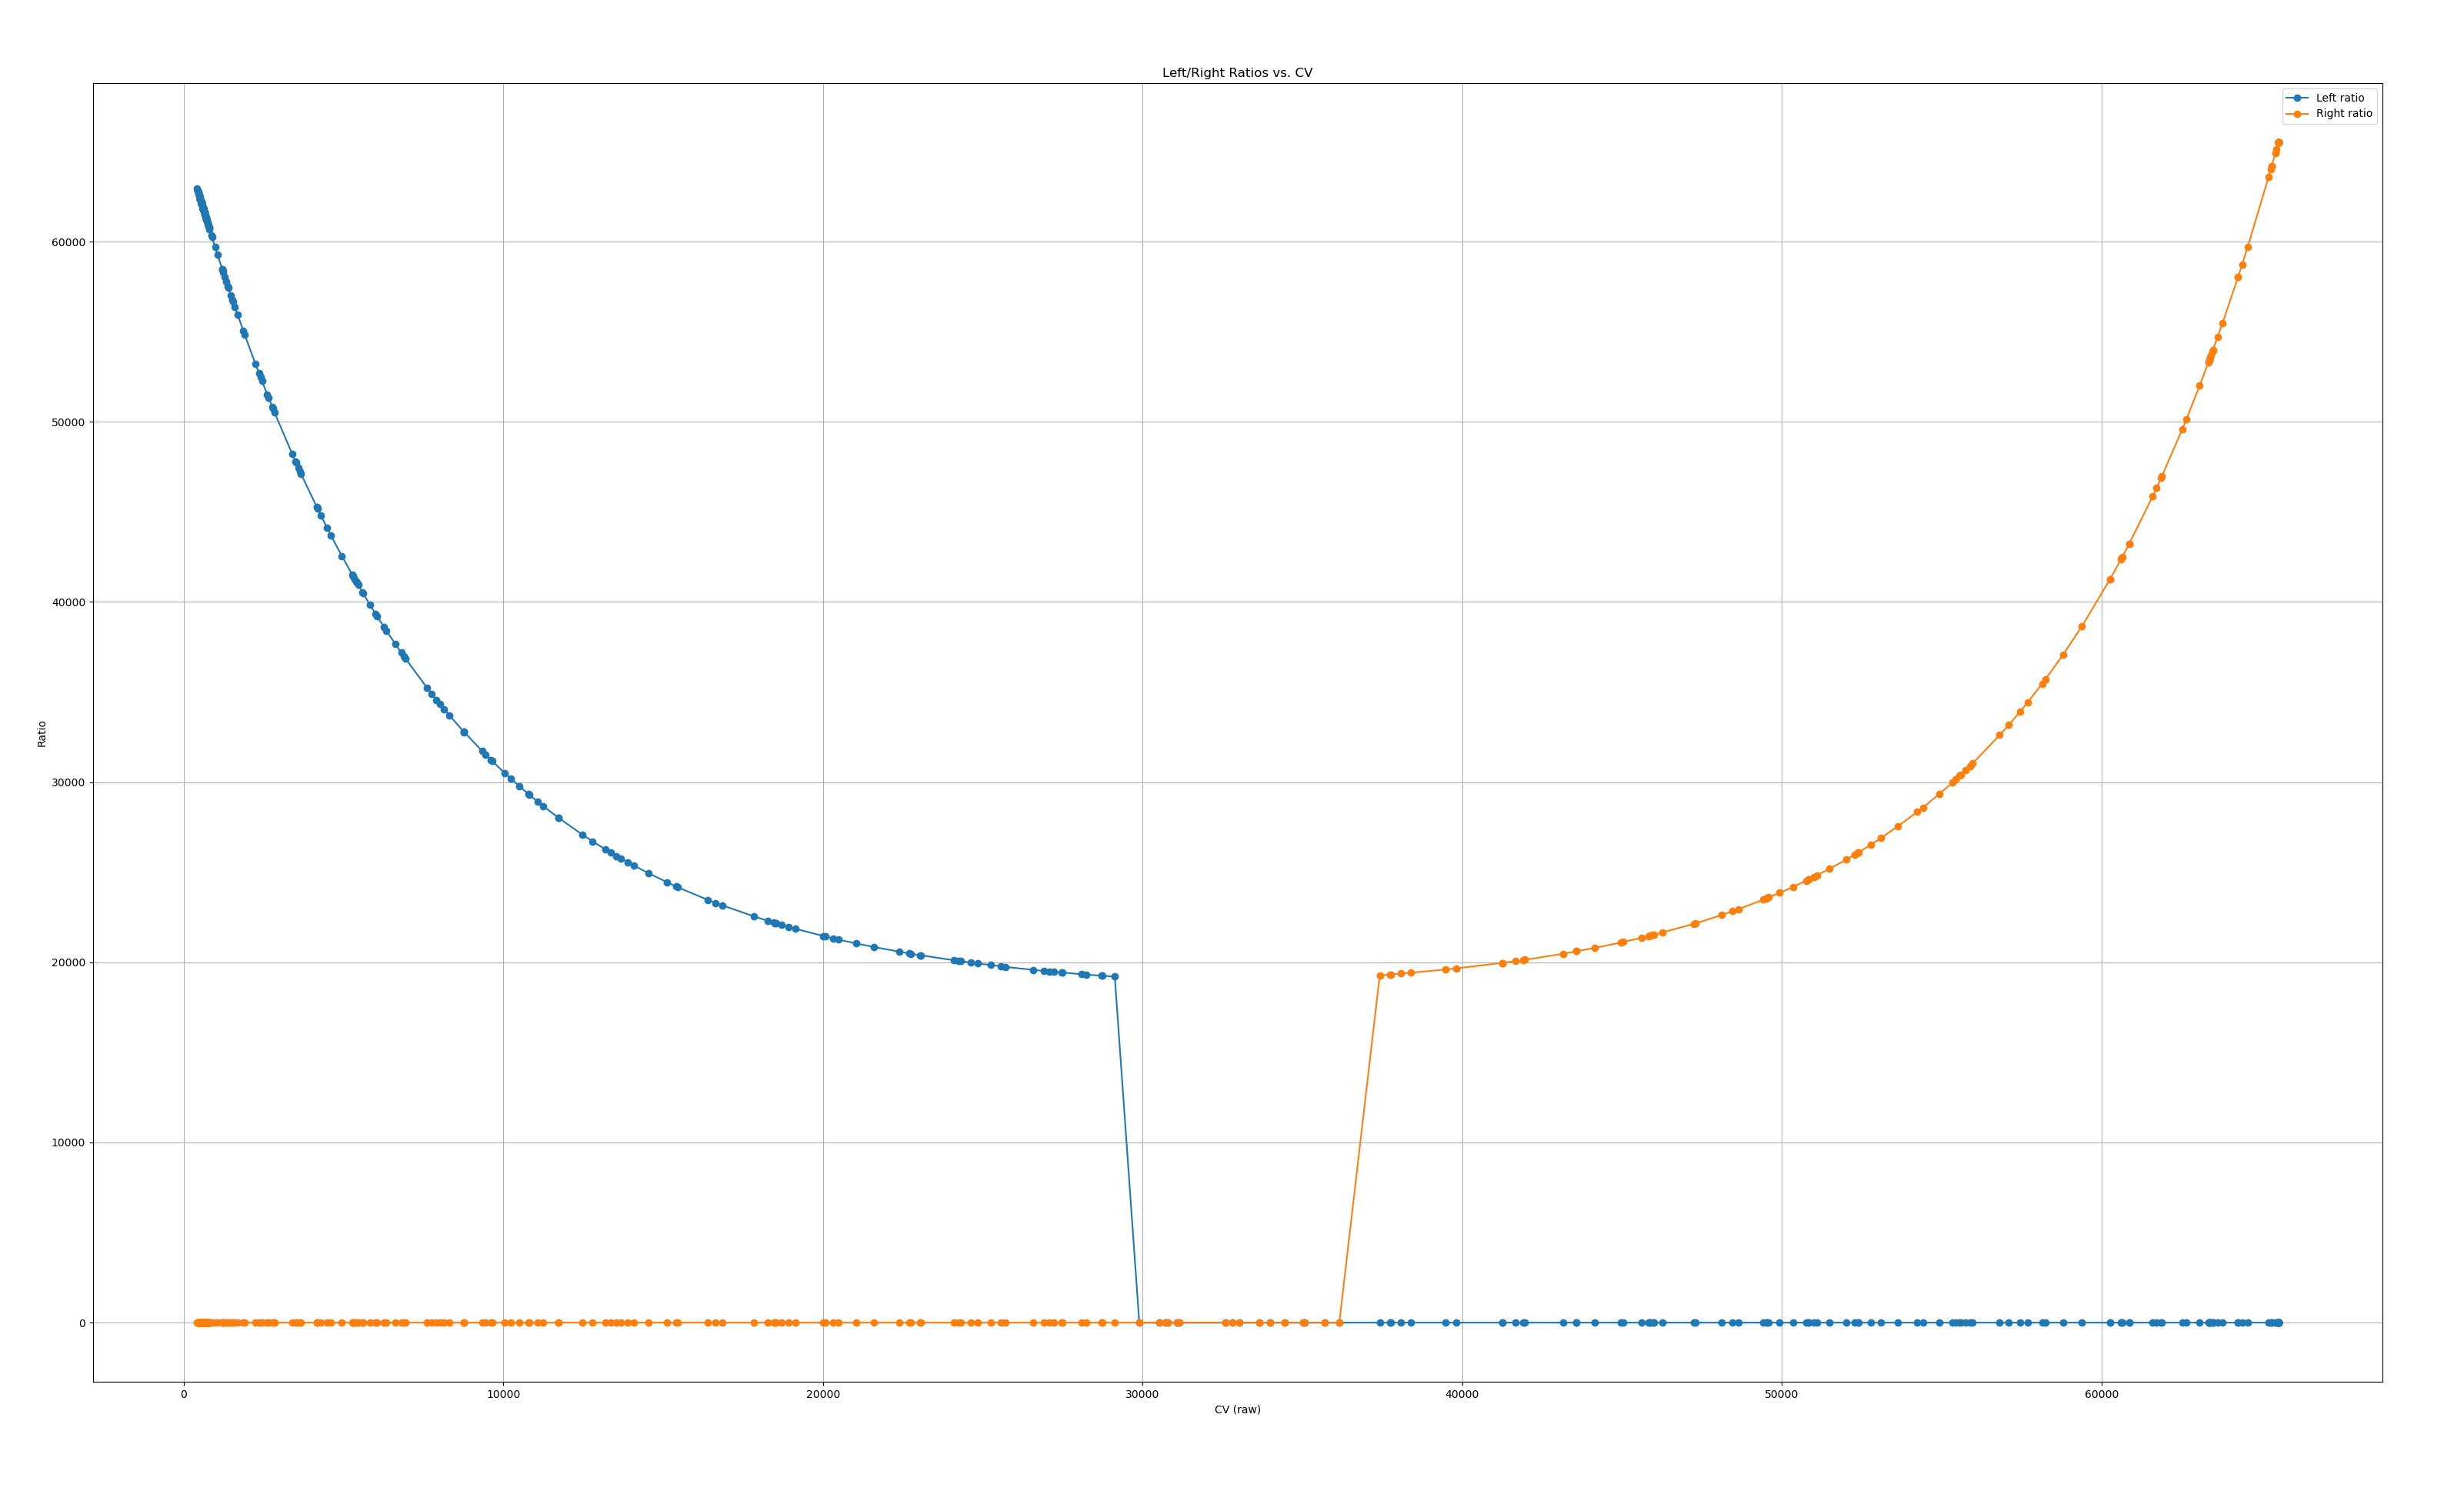 Left/Right Ratios vs. CV
Left ratio
Right ratio
60000
50000
40000
30000
20000
10000
0
Ratio
0 10000 20000 30000 40000 50000 60000
CV (raw)